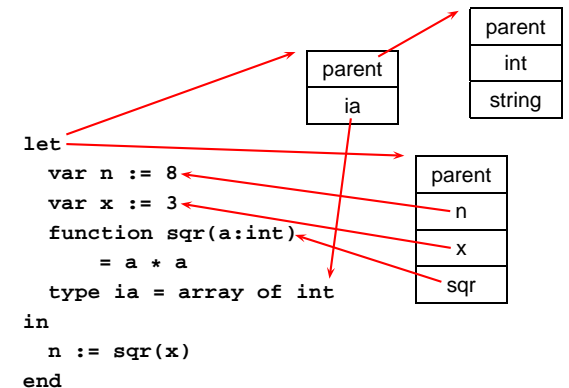 parent
int
string
parent
ia
let
var n := 8
var x := 3
function sqr(a:int)
= a * a
type ia = array of int
in
n := sqr(x)
end
parent
n
x
sqr